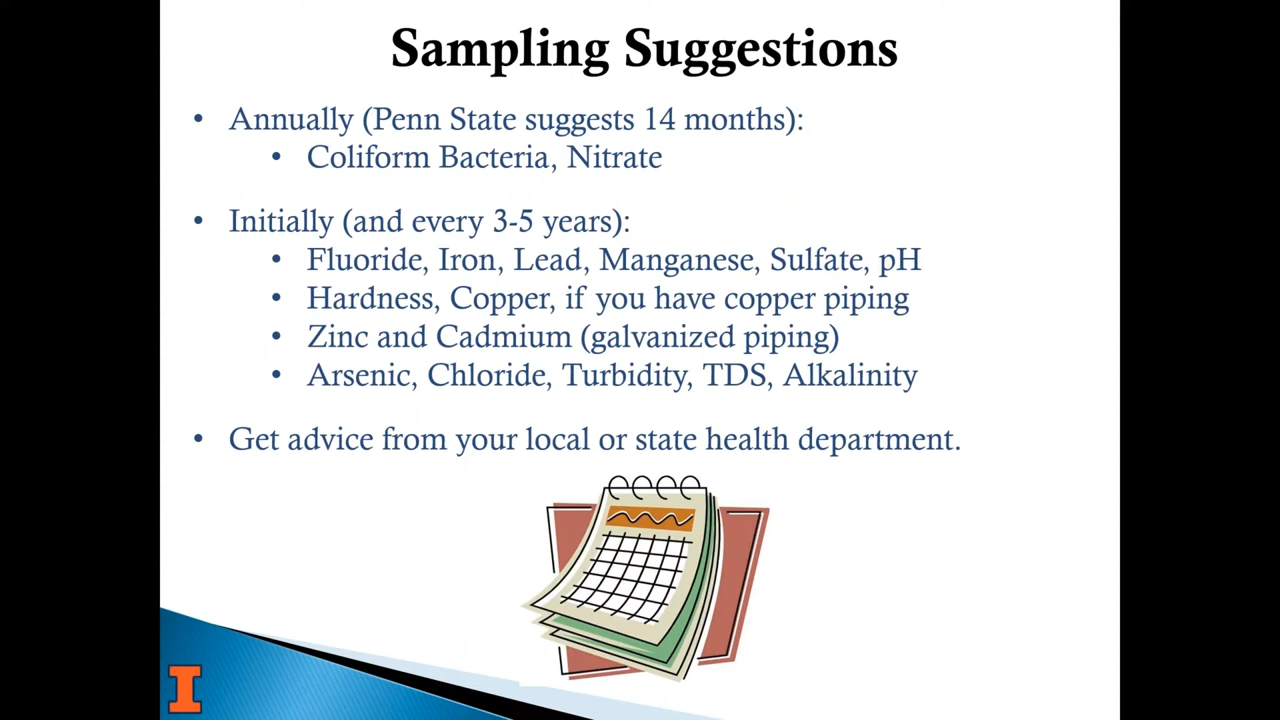 Sampling Suggestions
• Annually (Penn State suggests 14 months):
• Coliform Bacteria, Nitrate
• Initially (and every 3-5 years):
• Fluoride, Iron, Lead, Manganese, Sulfate, pH
• Hardness, Copper, if you have copper piping
• Zinc and Cadmium (galvanized piping)
• Arsenic, Chloride, Turbidity, TDS, Alkalinity
• Get advice from your local or state health department.
I